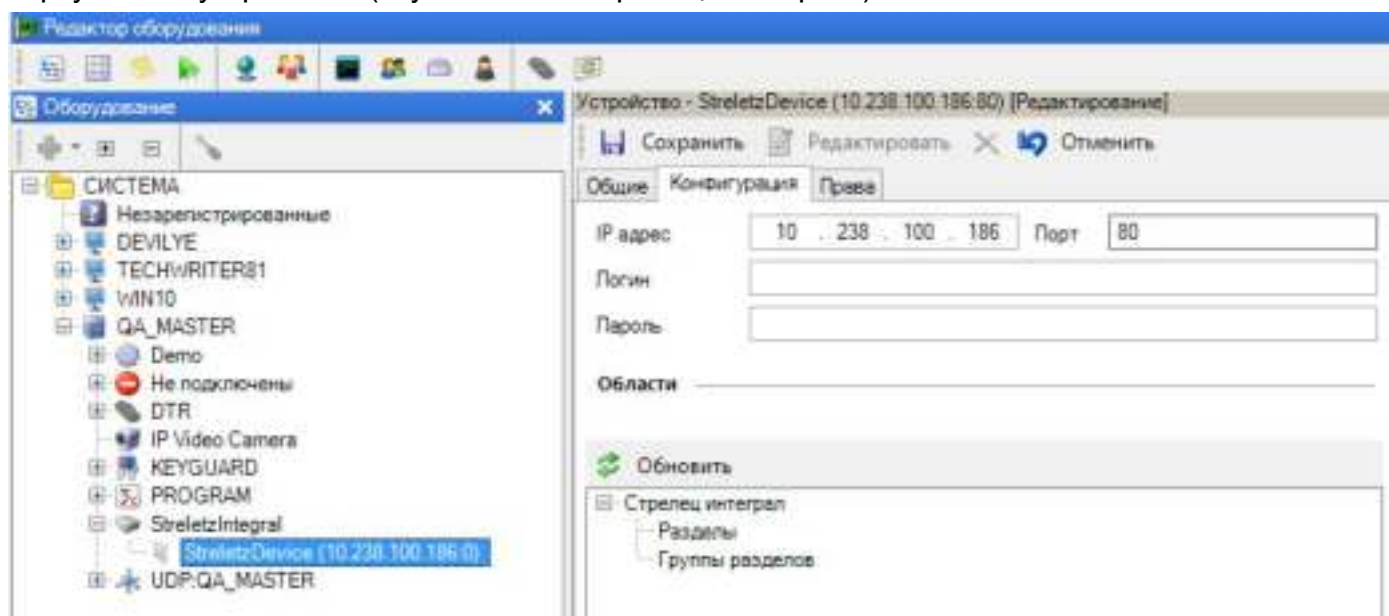 Редактор оборудования
Оборудование
СИСТЕМА
Незарегистрированные
DEVILYE
TECHWRITER81
WIN10
QA_MASTER
Demo
Не подключены
DTR
IP Video Camera
KEYGUARD
PROGRAM
StreletzIntegral
StreletzDevice (10.238.100.186:0)
UDP:QA_MASTER
Устройство - StreletzDevice (10.238.100.186:80) [Редактирование]
Сохранить Редактировать Отменить
Общие Конфигурация Права
IP адрес 10 . 238 . 100 . 186 Порт 80
Логин
Пароль
Области
Обновить
Стрелец интеграл
Разделы
Группы разделов